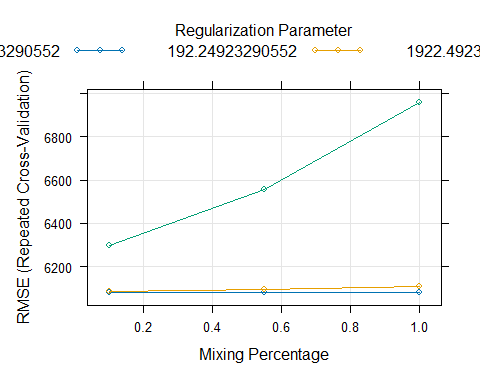 Regularization Parameter
3290552 192.24923290552 1922.4923
RMSE (Repeated Cross-Validation)
6800
6600
6400
6200
0.2 0.4 0.6 0.8 1.0
Mixing Percentage